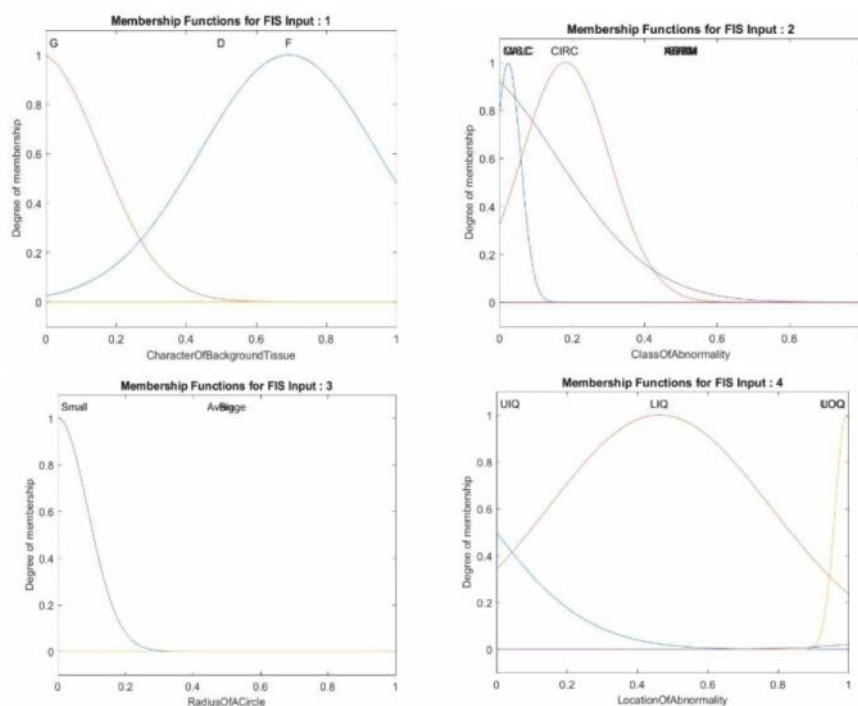 Membership Functions for FIS Input : 1
G D F
1
0.8
0.6
0.4
0.2
0
Degree of membership
0 0.2 0.4 0.6 0.8 1
CharacterOfBackgroundTissue
Membership Functions for FIS Input : 2
CIRC
1
0.8
0.6
0.4
0.2
0
Degree of membership
0 0.2 0.4 0.6 0.8
ClassOfAbnormality
Membership Functions for FIS Input : 3
Small
1
0.8
0.6
0.4
0.2
0
Degree of membership
0 0.2 0.4 0.6 0.8 1
RadiusOfACircle
Membership Functions for FIS Input : 4
UIQ LIQ
1
0.8
0.6
0.4
0.2
0
Degree of membership
0 0.2 0.4 0.6 0.8 1
LocationOfAbnormality